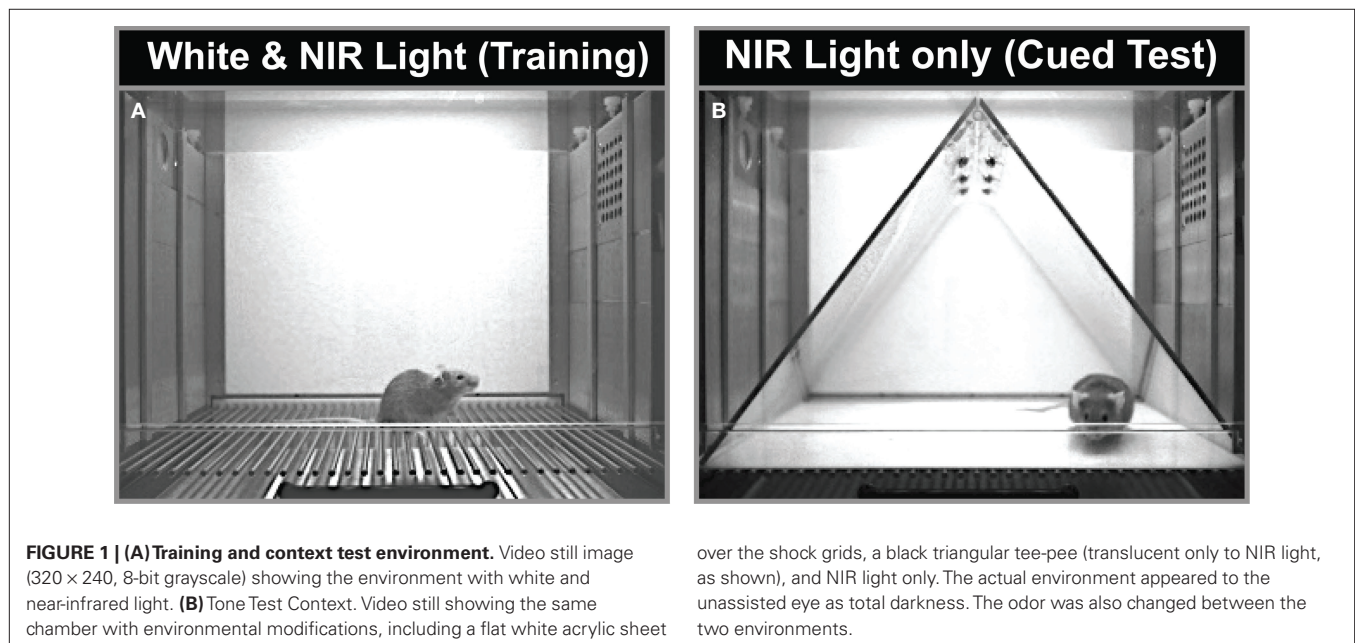 White & NIR Light (Training)
NIR Light only (Cued Test)
A
B
FIGURE 1 | (A) Training and context test environment. Video still image
(320 × 240, 8-bit grayscale) showing the environment with white and
near-infrared light. (B) Tone Test Context. Video still showing the same
chamber with environmental modifications, including a flat white acrylic sheet
over the shock grids, a black triangular tee-pee (translucent only to NIR light,
as shown), and NIR light only. The actual environment appeared to the
unassisted eye as total darkness. The odor was also changed between the
two environments.